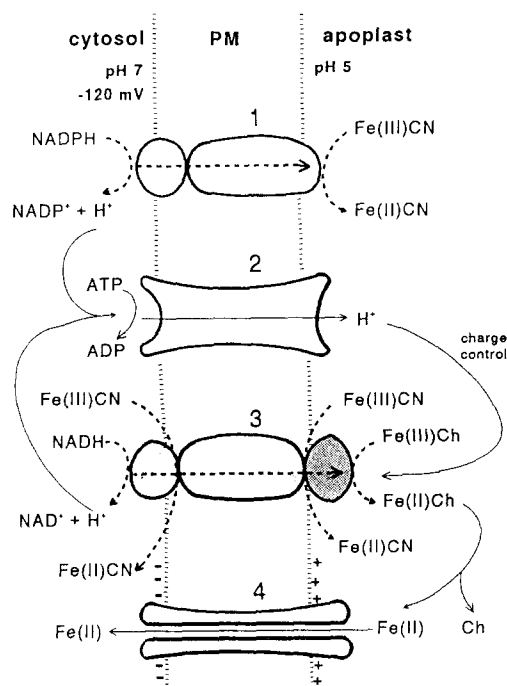 cytosol PM apoplast
pH 7 pH 5
-120 mV
1
NADPH Fe(III)CN
NADP⁺ + H⁺ Fe(II)CN
2
ATP
H⁺
ADP
charge
control
Fe(III)CN 3 Fe(III)CN
NADH Fe(III)Ch
NAD⁺ + H⁺ Fe(II)Ch
Fe(II)CN Fe(II)CN
- +
- +
- 4 +
Fe(II) Fe(II) Ch
- +
- +